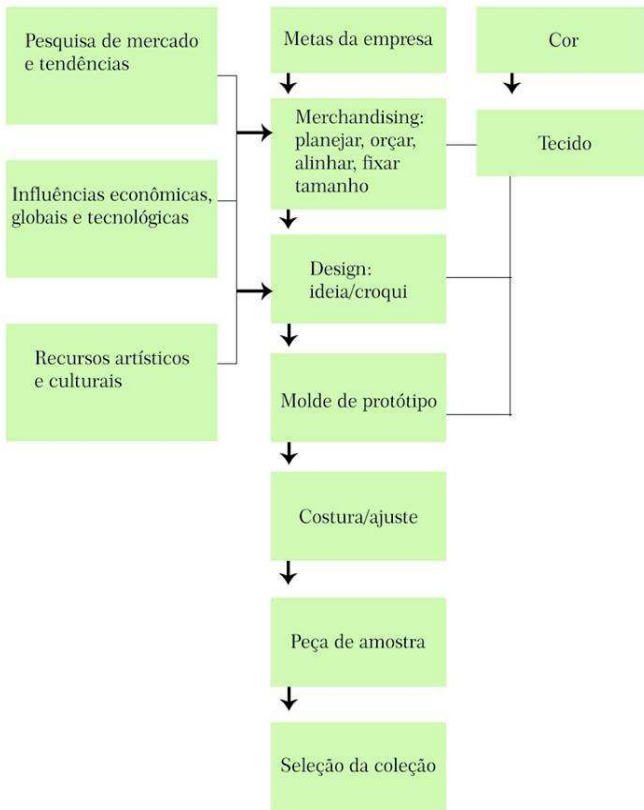 Pesquisa de mercado
e tendências
Influências econômicas,
globais e tecnológicas
Recursos artísticos
e culturais
Metas da empresa
Merchandising:
planejar, orçar,
alinhar, fixar
tamanho
Design:
ideia/croqui
Molde de protótipo
Costura/ajuste
Peça de amostra
Seleção da coleção
Cor
Tecido